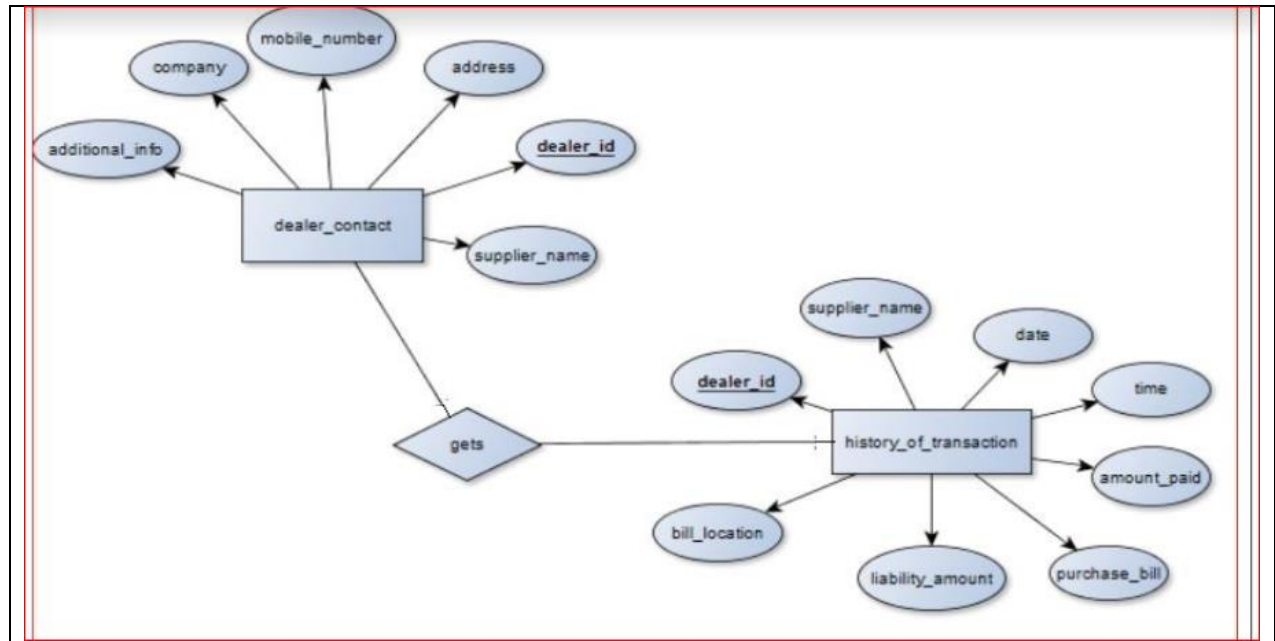 mobile_number
company
address
additional_info
dealer_id
dealer_contact
supplier_name
supplier_name
date
dealer_id
time
gets
history_of_transaction
amount_paid
bill_location
liability_amount
purchase_bill